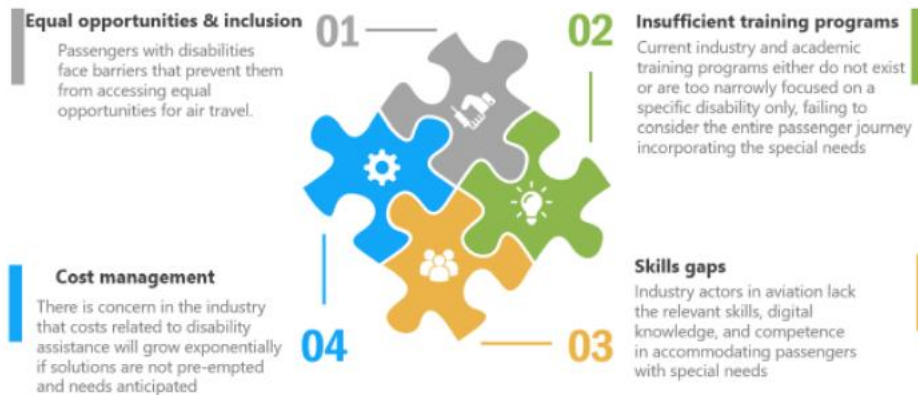 Equal opportunities & inclusion
Passengers with disabilities
face barriers that prevent them
from accessing equal
opportunities for air travel.
01
02
Insufficient training programs
Current industry and academic
training programs either do not exist
or are too narrowly focused on a
specific disability only, failing to
consider the entire passenger journey
incorporating the special needs
Cost management
There is concern in the industry
that costs related to disability
assistance will grow exponentially
if solutions are not pre-empted
and needs anticipated
04
03
Skills gaps
Industry actors in aviation lack
the relevant skills, digital
knowledge, and competence
in accommodating passengers
with special needs